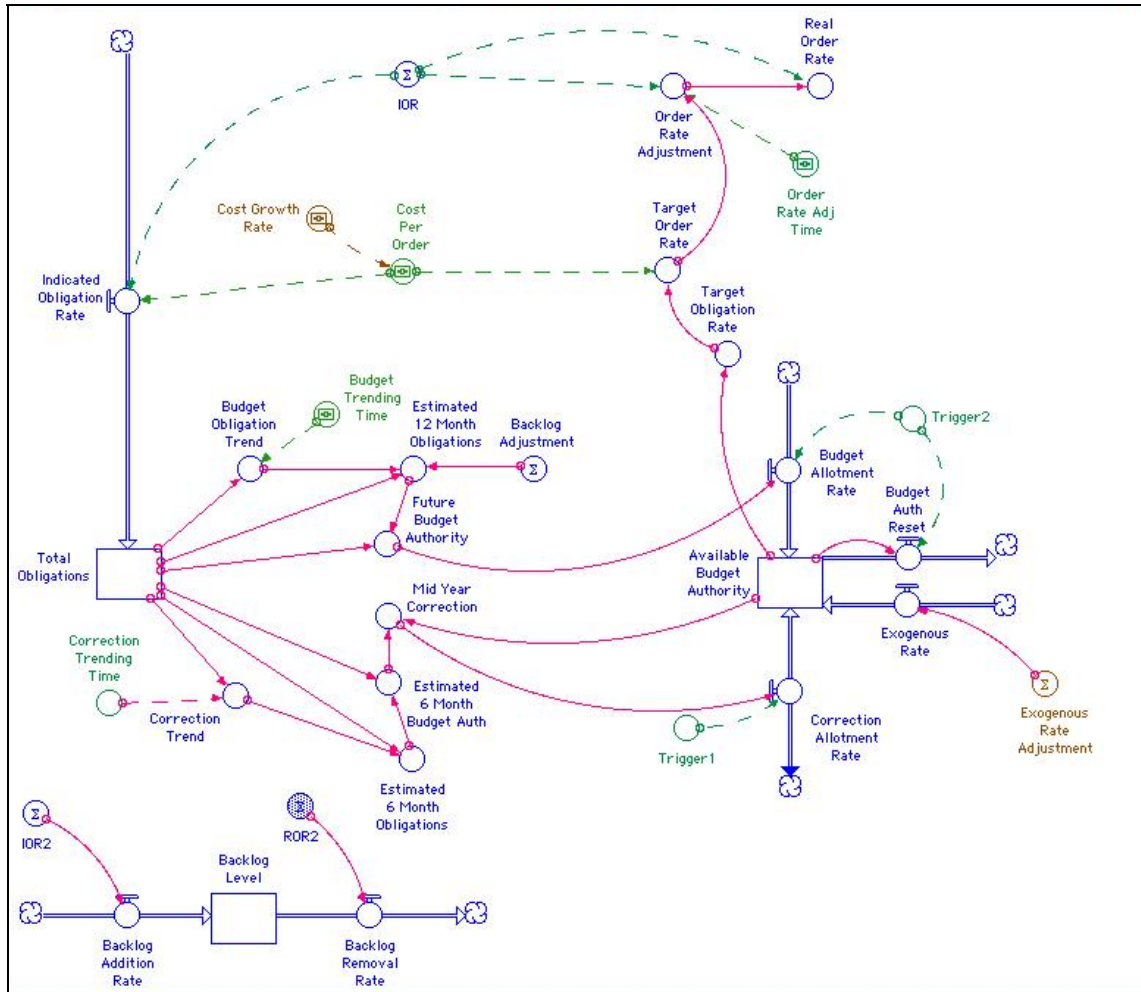 Real
Order
Rate
Σ
IOR
Order
Rate
Adjustment
Order
Rate Adj
Time
Cost Growth
Rate
Cost
Per
Order
Target
Order
Rate
Indicated
Obligation
Rate
Target
Obligation
Rate
Budget
Obligation
Trend
Budget
Trending
Time
Estimated
12 Month
Obligations
Backlog
Adjustment
Σ
Trigger2
Budget
Allotment
Rate
Budget
Auth
Reset
Future
Budget
Authority
Total
Obligations
Available
Budget
Authority
Mid Year
Correction
Exogenous
Rate
Correction
Trending
Time
Correction
Trend
Estimated
6 Month
Budget Auth
Σ
Exogenous
Rate
Adjustment
Trigger1
Correction
Allotment
Rate
Estimated
6 Month
Obligations
Σ
IOR2
Σ
ROR2
Backlog
Level
Backlog
Addition
Rate
Backlog
Removal
Rate